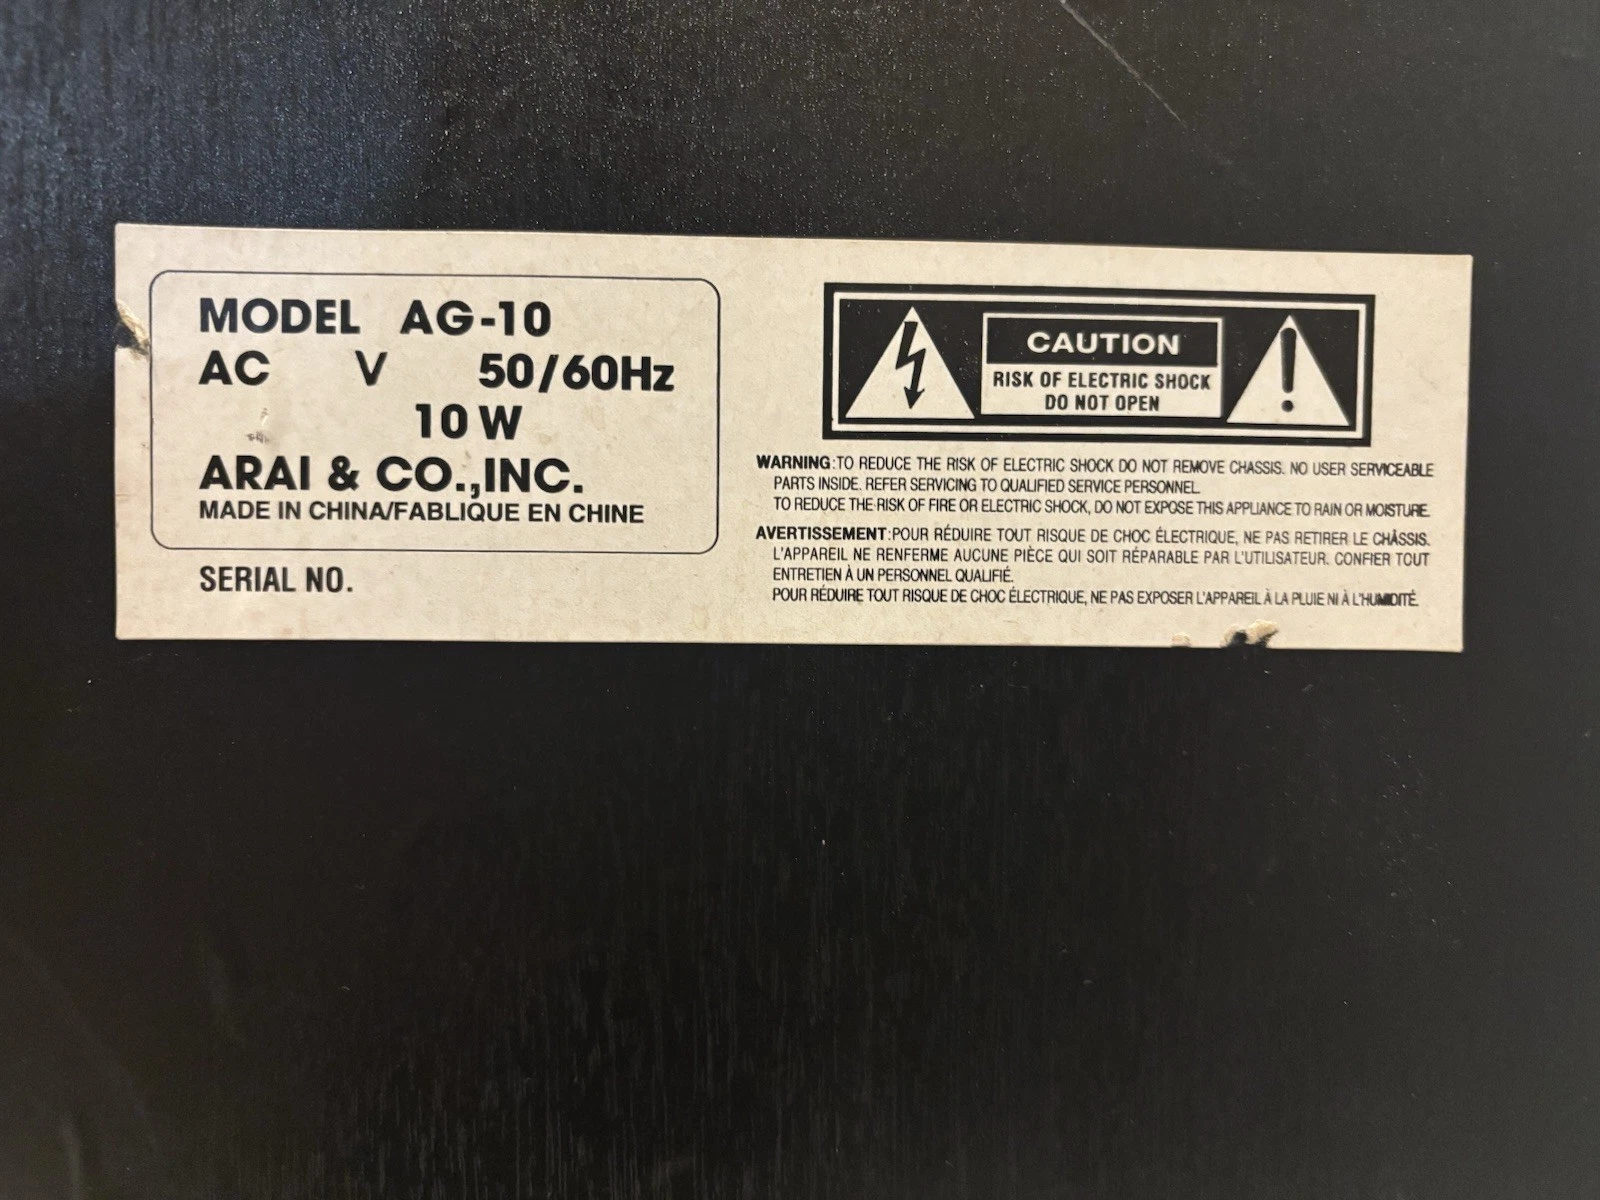 MODEL AG-10
AC V 50/60Hz
10 W
ARAI & CO.,INC.
MADE IN CHINA/FABLIQUE EN CHINE
SERIAL NO.
CAUTION
RISK OF ELECTRIC SHOCK
DO NOT OPEN
WARNING:TO REDUCE THE RISK OF ELECTRIC SHOCK DO NOT REMOVE CHASSIS. NO USER SERVICEABLE
PARTS INSIDE. REFER SERVICING TO QUALIFIED SERVICE PERSONNEL
TO REDUCE THE RISK OF FIRE OR ELECTRIC SHOCK, DO NOT EXPOSE THIS APPLIANCE TO RAIN OR MOISTURE.
AVERTISSEMENT:POUR RÉDUIRE TOUT RISQUE DE CHOC ÉLECTRIQUE, NE PAS RETIRER LE CHÂSSIS.
L'APPAREIL NE RENFERME AUCUNE PIÈCE QUI SOIT RÉPARABLE PAR L'UTILISATEUR. CONFIER TOUT
ENTRETIEN À UN PERSONNEL QUALIFIÉ.
POUR RÉDUIRE TOUT RISQUE DE CHOC ÉLECTRIQUE, NE PAS EXPOSER L'APPAREIL À LA PLUIE NI À L'HUMIDITÉ.